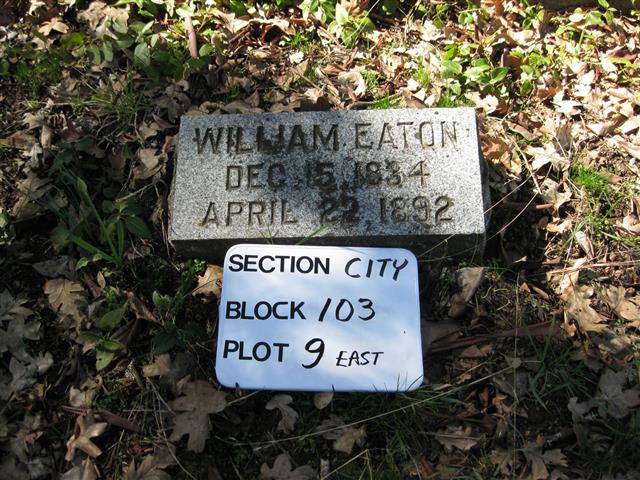 WILLIAM EATON
DEC. 15, 1834
APRIL 22, 1892
SECTION CITY
BLOCK 103
PLOT 9 EAST